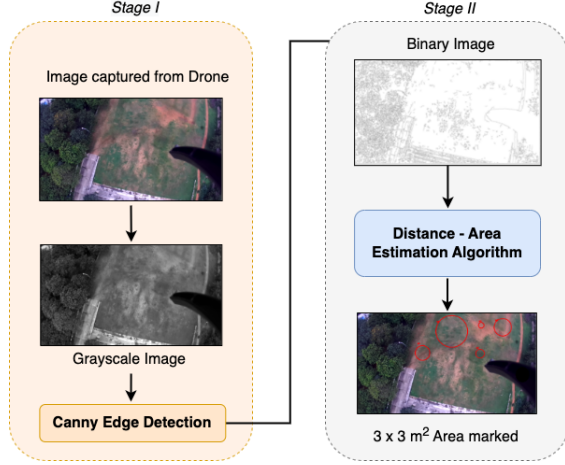 Stage I
Image captured from Drone
Grayscale Image
Canny Edge Detection
Stage II
Binary Image
Distance - Area
Estimation Algorithm
3 x 3 m² Area marked